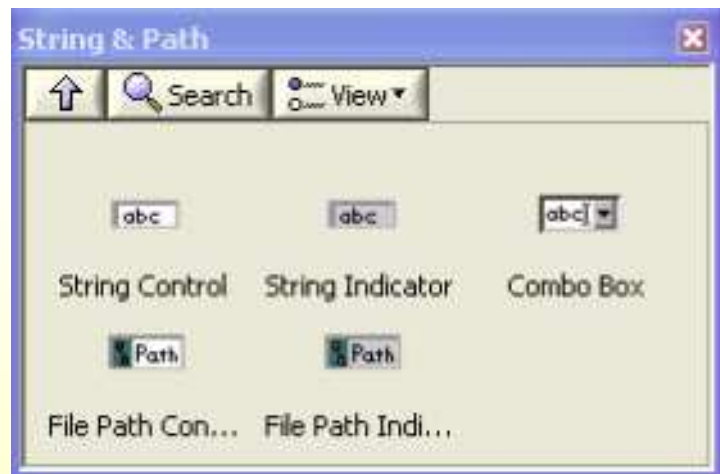 String & Path
Search View
abc abc abc
String Control String Indicator Combo Box
Path Path
File Path Con... File Path Indi...